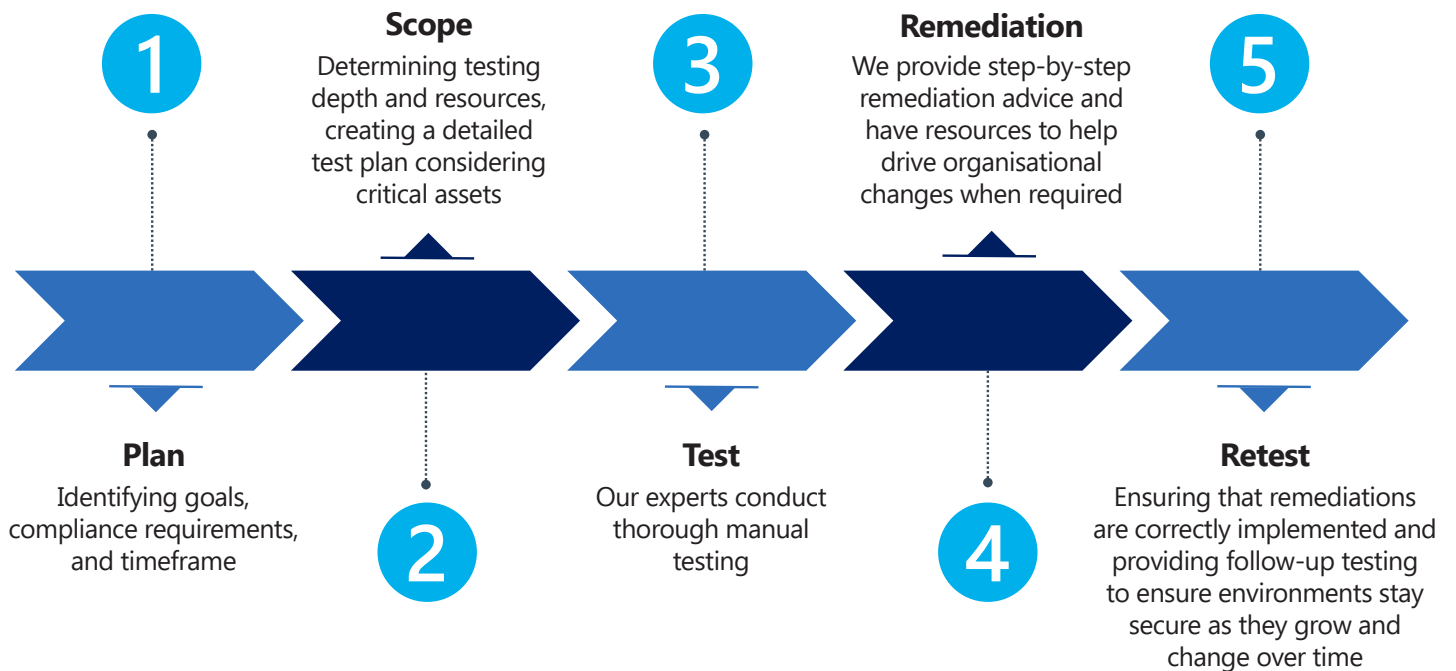 1
Plan
Identifying goals,
compliance requirements,
and timeframe
Scope
Determining testing
depth and resources,
creating a detailed
test plan considering
critical assets
2
3
Test
Our experts conduct
thorough manual
testing
Remediation
We provide step-by-step
remediation advice and
have resources to help
drive organisational
changes when required
4
5
Retest
Ensuring that remediations
are correctly implemented and
providing follow-up testing
to ensure environments stay
secure as they grow and
change over time